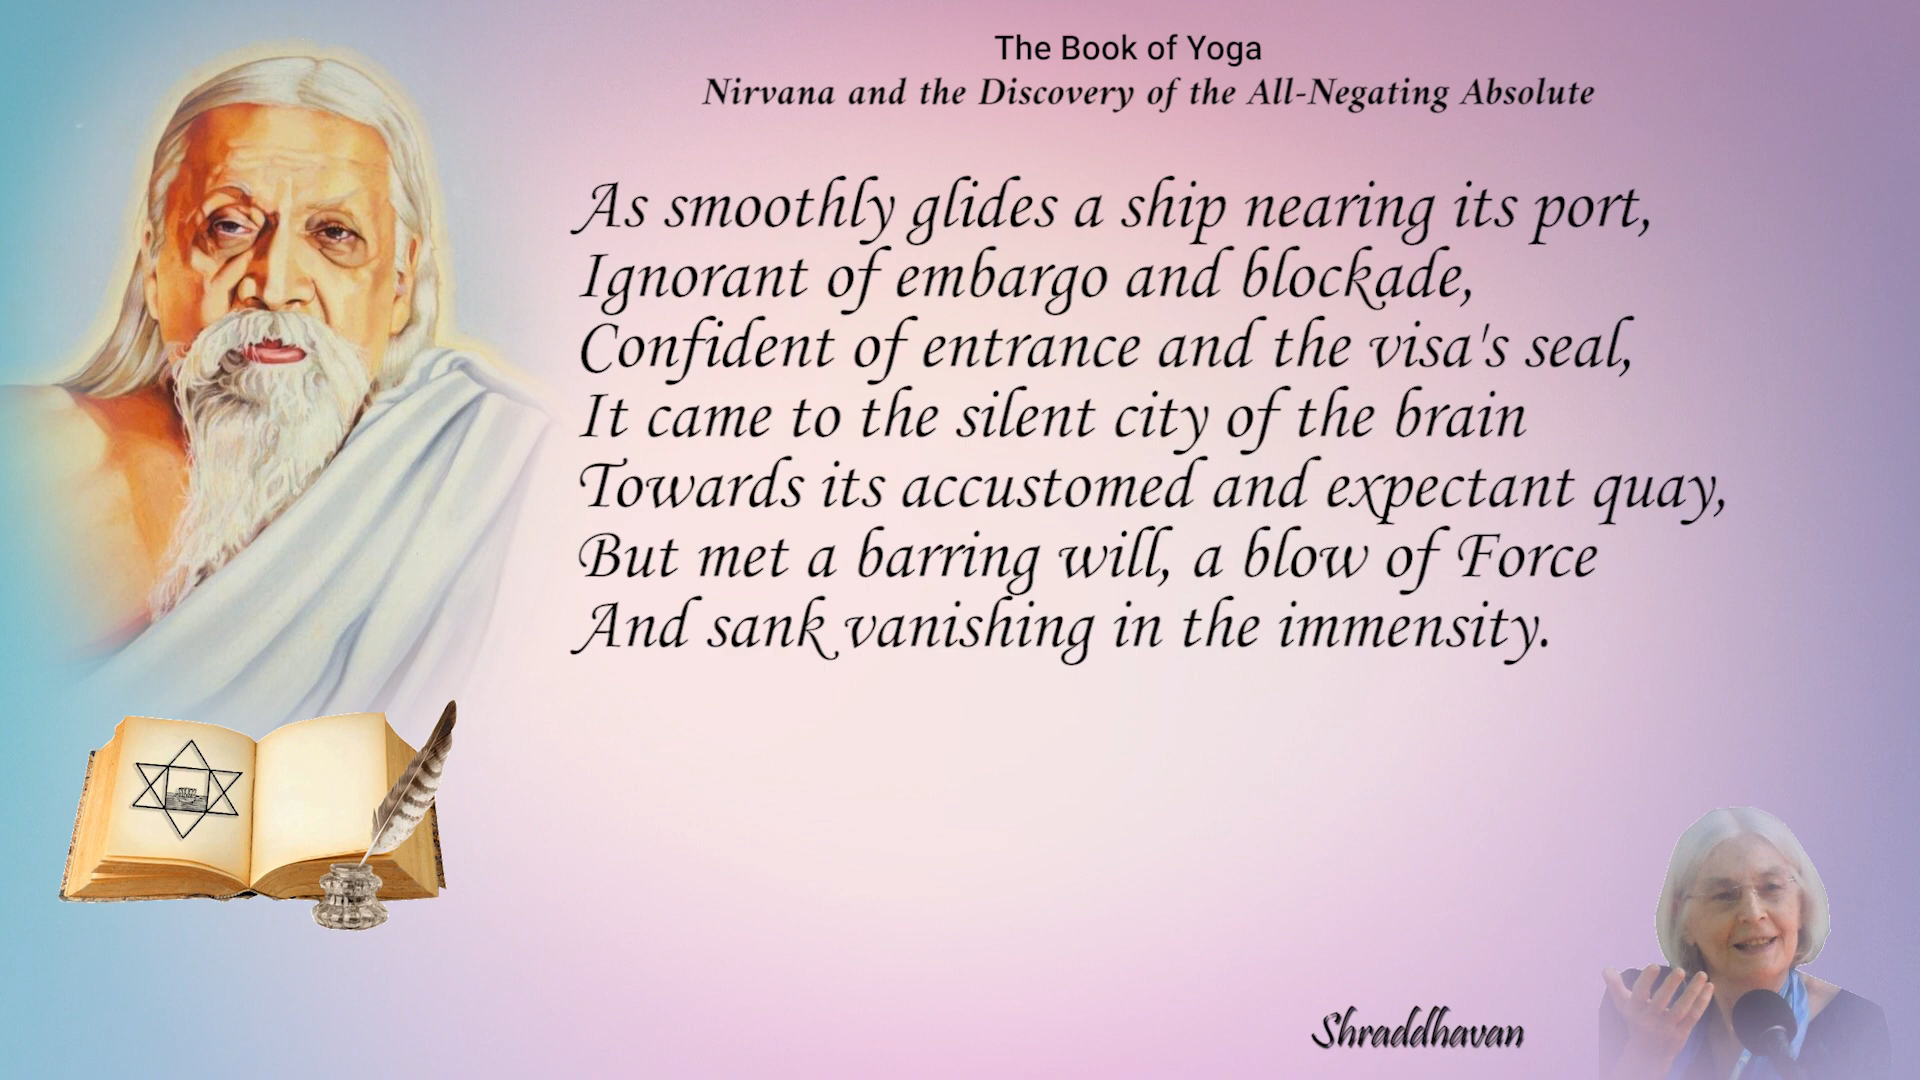 The Book of Yoga
Nirvana and the Discovery of the All-Negating Absolute
As smoothly glides a ship nearing its port,
Ignorant of embargo and blockade,
Confident of entrance and the visa's seal,
It came to the silent city of the brain
Towards its accustomed and expectant quay,
But met a barring will, a blow of Force
And sank vanishing in the immensity.
Shraddhavan